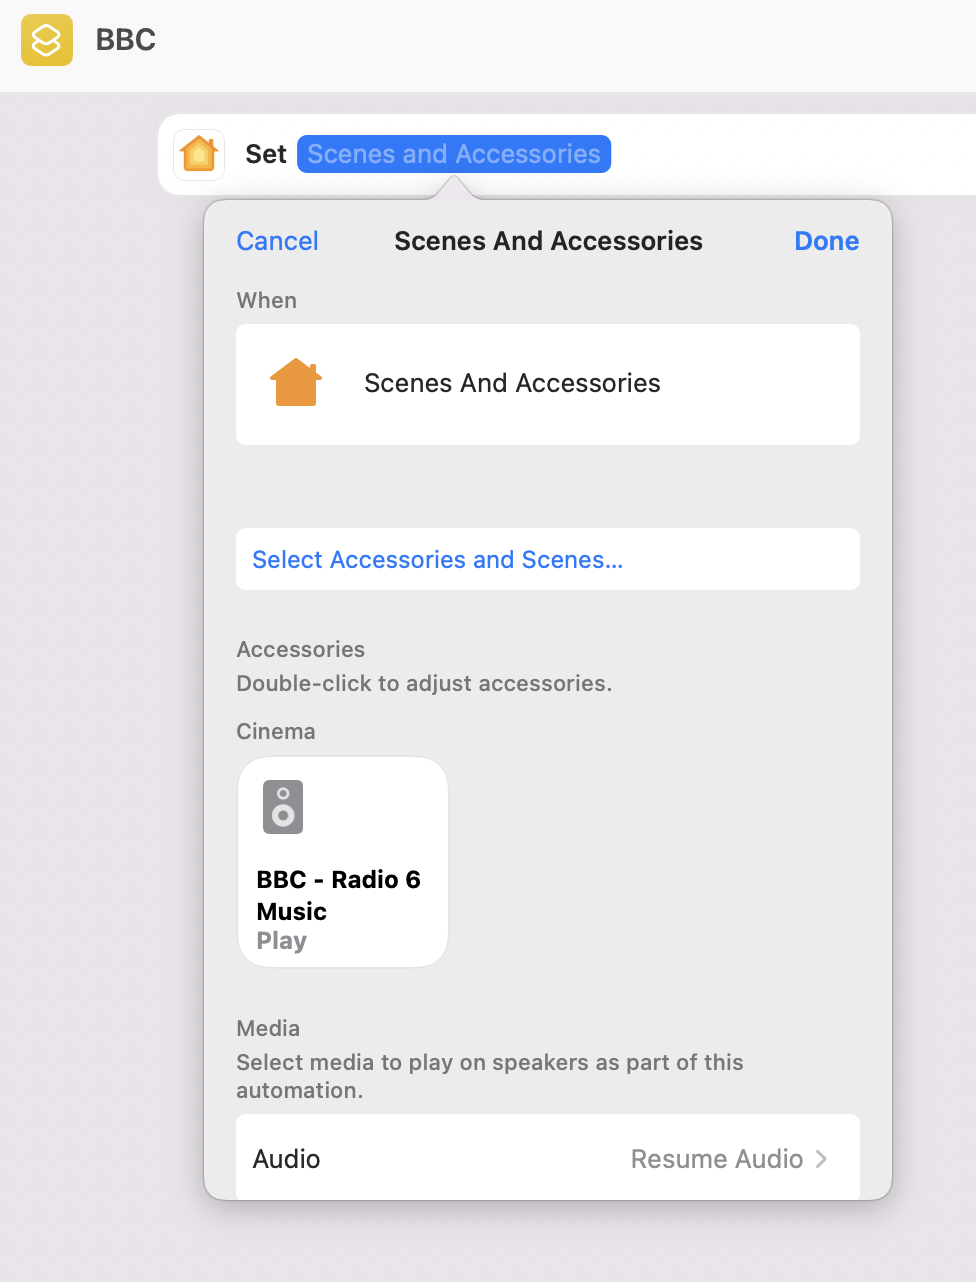 BBC
Set Scenes and Accessories
Cancel Scenes And Accessories Done
When
Scenes And Accessories
Select Accessories and Scenes...
Accessories
Double-click to adjust accessories.
Cinema
BBC - Radio 6
Music
Play
Media
Select media to play on speakers as part of this
automation.
Audio Resume Audio